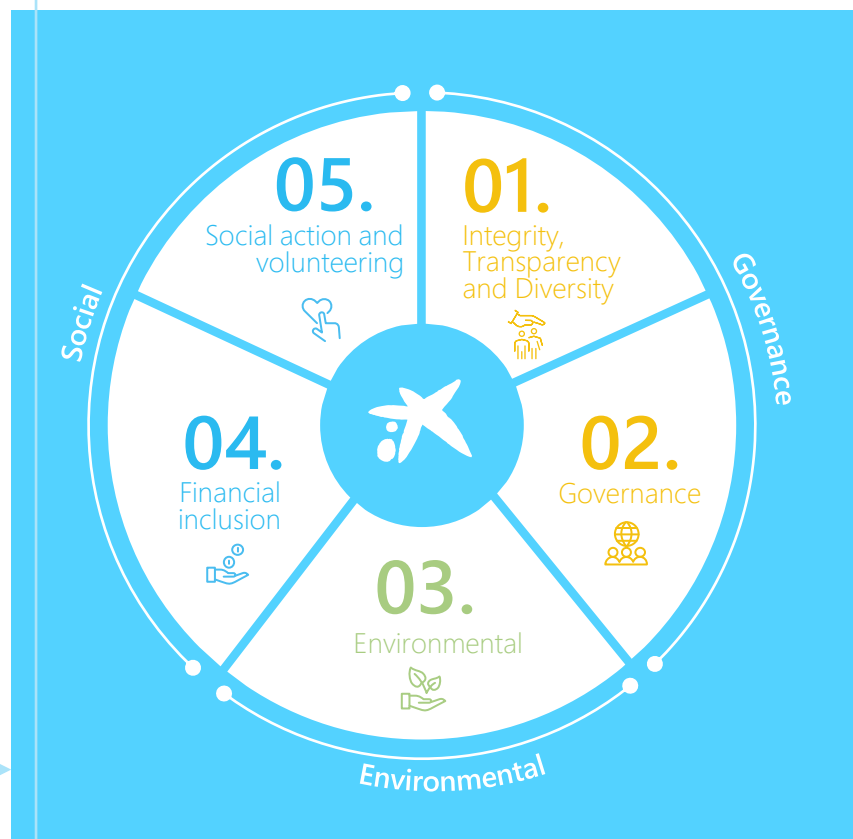 05.
Social action and
volunteering
01.
Integrity,
Transparency
and Diversity
Social
Governance
04.
Financial
inclusion
02.
Governance
03.
Environmental
Environmental